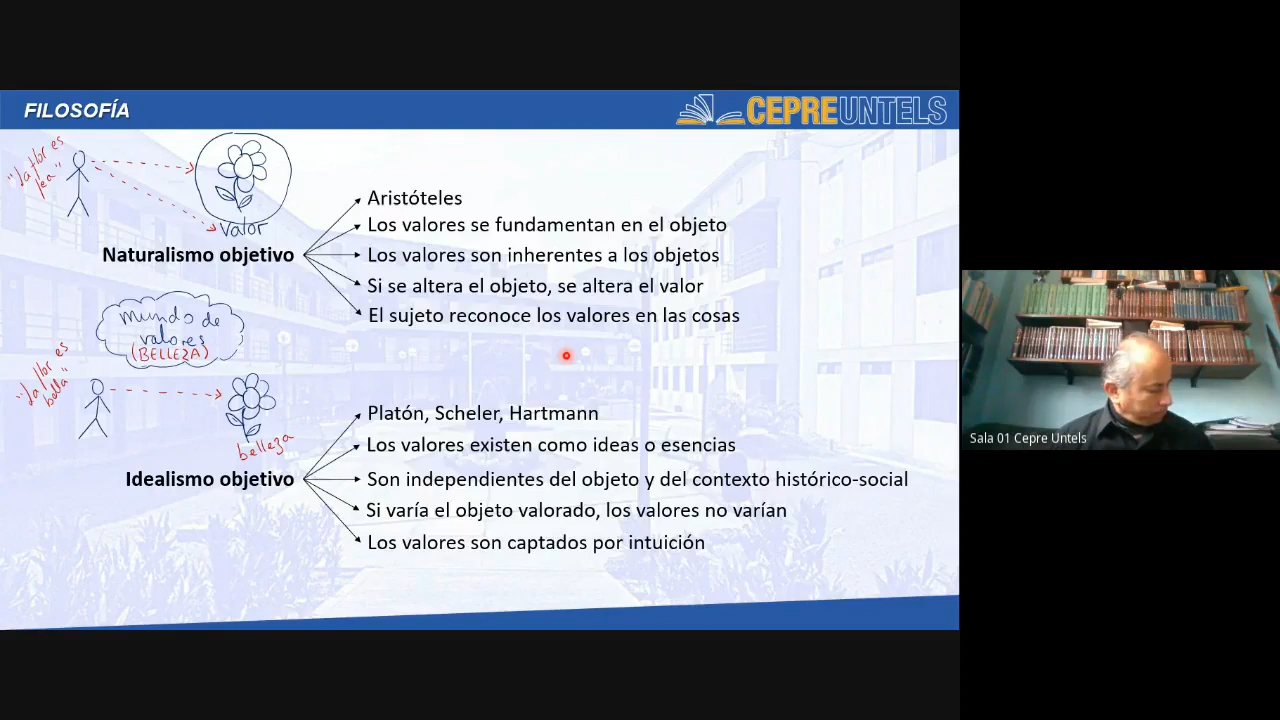 FILOSOFÍA
CEPREUNTELS
"La flor es
fea"
valor
Naturalismo objetivo
Aristóteles
Los valores se fundamentan en el objeto
Los valores son inherentes a los objetos
Si se altera el objeto, se altera el valor
El sujeto reconoce los valores en las cosas
mundo de
valores
(BELLEZA)
"La flor es
bella"
belleza
Idealismo objetivo
Platón, Scheler, Hartmann
Los valores existen como ideas o esencias
Son independientes del objeto y del contexto histórico-social
Si varía el objeto valorado, los valores no varían
Los valores son captados por intuición
Sala 01 Cepre Untels